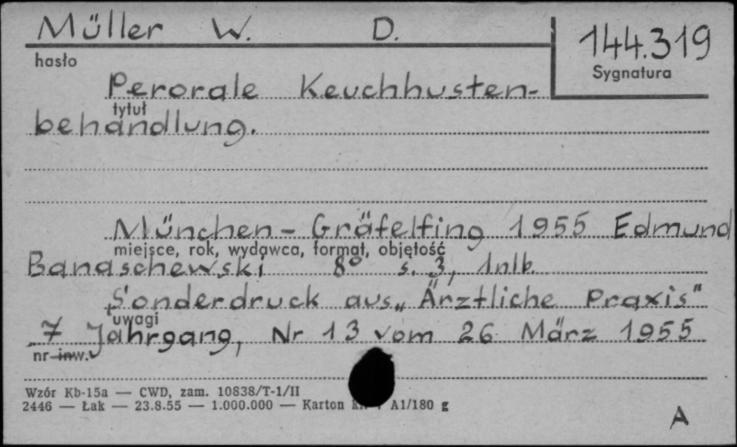 Müller W. D. 144.319
hasło Sygnatura
Perorale Keuchhusten-
tytuł
behandlung.
München - Gräfelfing 1955 Edmund
miejsce, rok, wydawca, format, objętość
Banaschewski 8° s. 3, 1nlb.
Sonderdruck aus „Ärztliche Praxis"
uwagi
7 Jahrgang, Nr 13 vom 26 März 1955
nr inw.
Wzór Kb-15a — CWD, zam. 10838/T-1/II
2446 — Łak — 23.8.55 — 1.000.000 — Karton A1/180 g
A